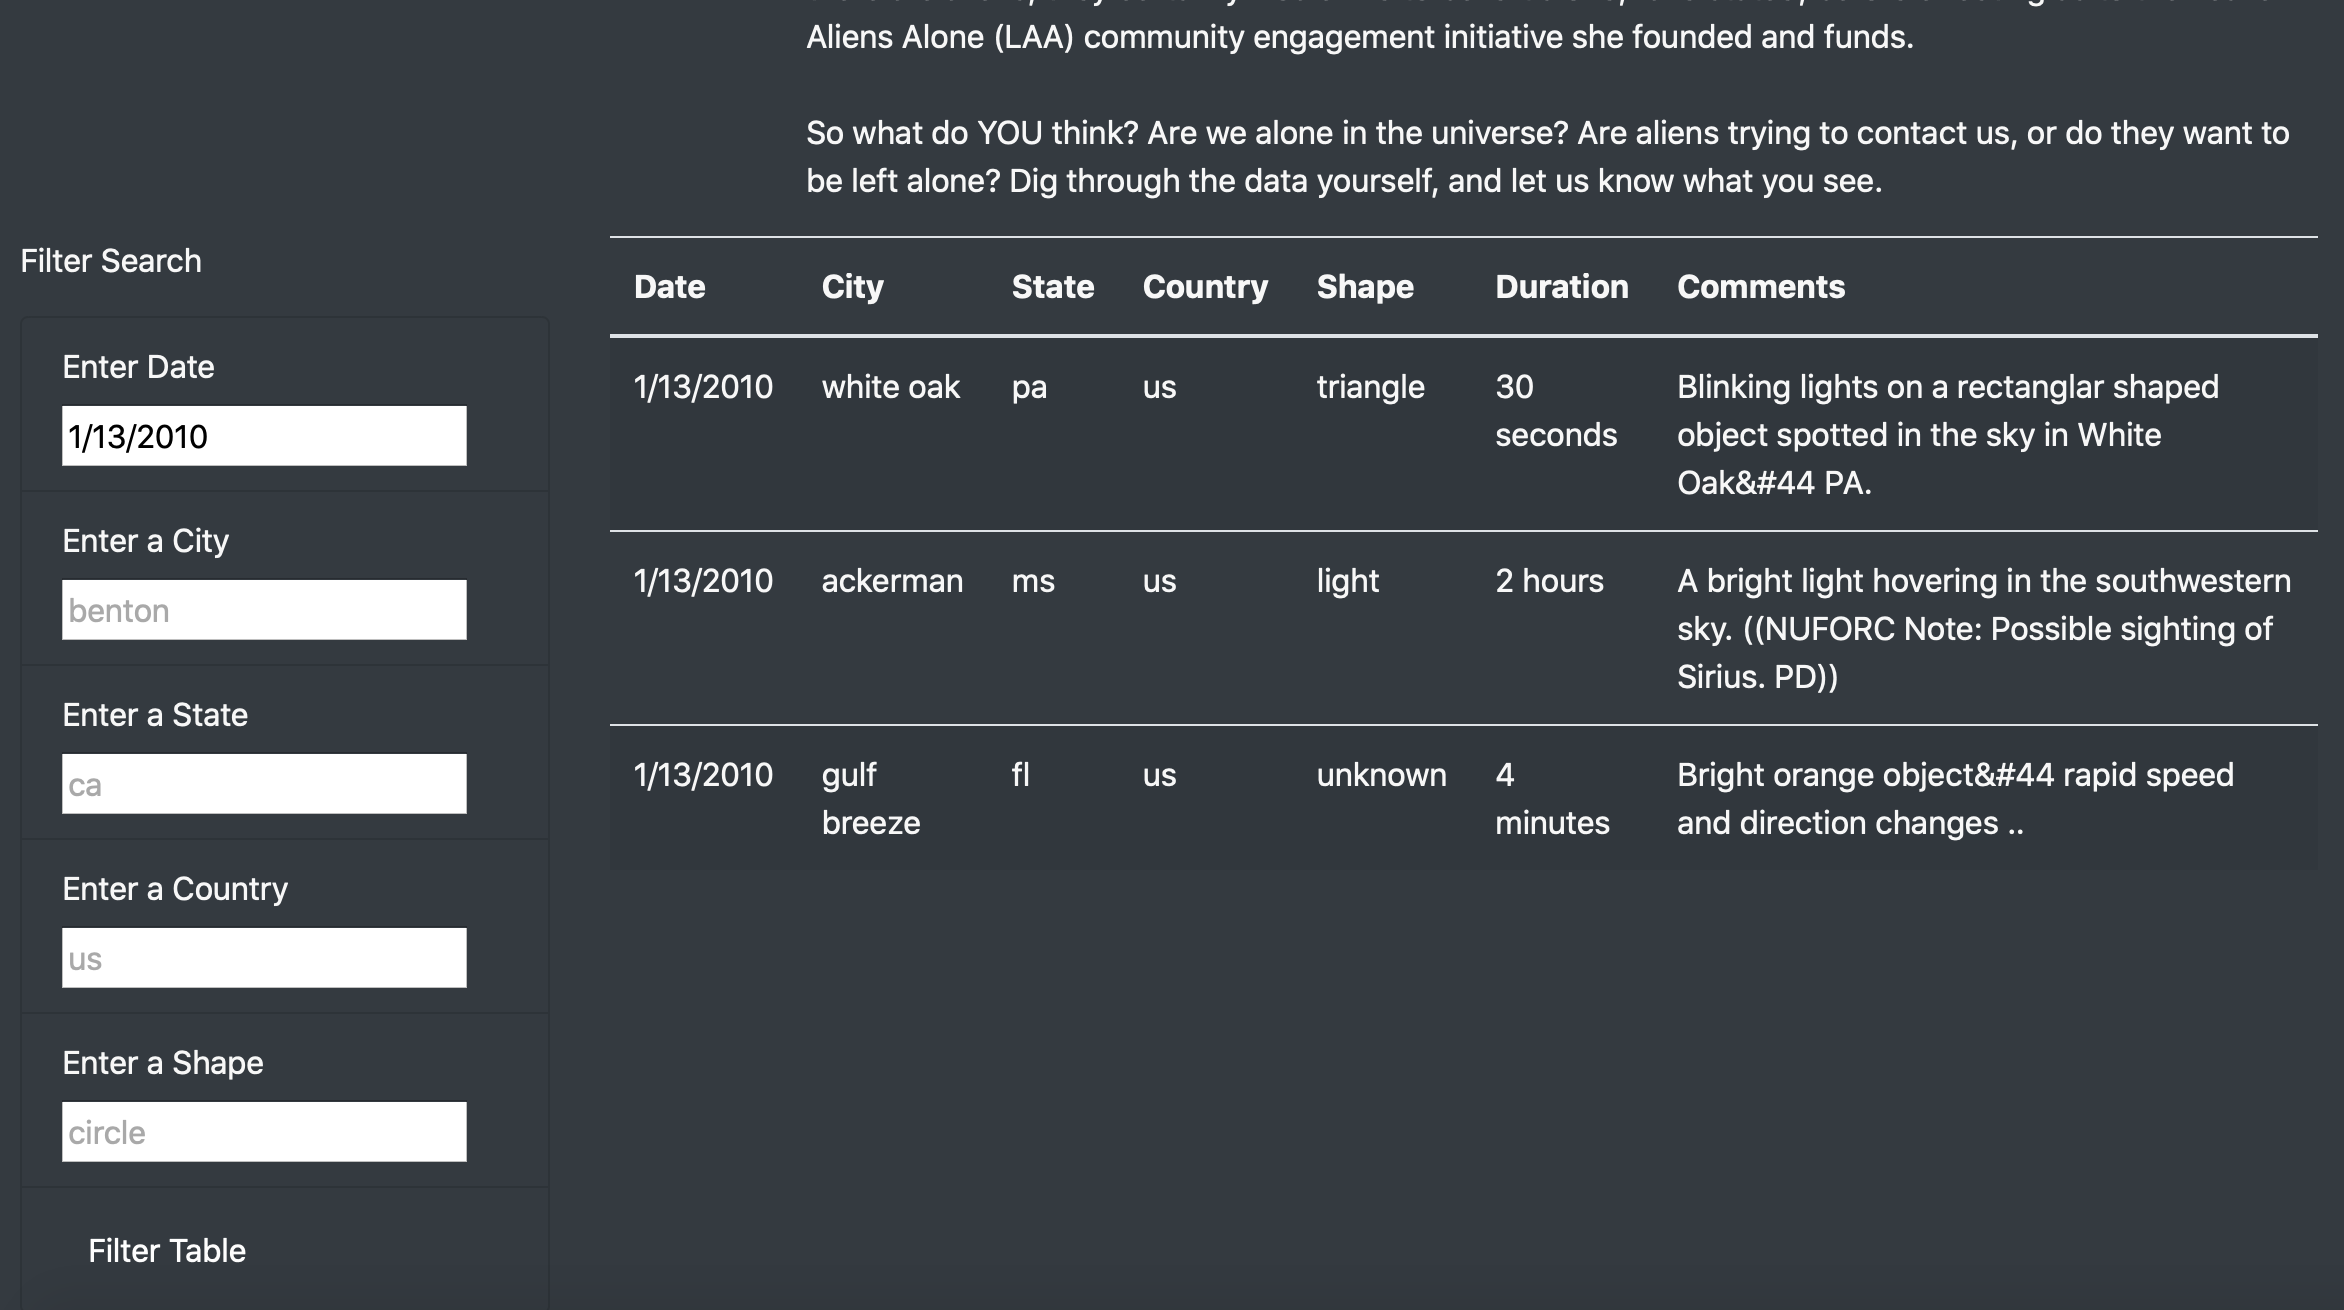 Aliens Alone (LAA) community engagement initiative she founded and funds.
So what do YOU think? Are we alone in the universe? Are aliens trying to contact us, or do they want to
be left alone? Dig through the data yourself, and let us know what you see.
Filter Search
Enter Date
1/13/2010
Enter a City
benton
Enter a State
ca
Enter a Country
us
Enter a Shape
circle
Filter Table
Date City State Country Shape Duration Comments
1/13/2010 white oak pa us triangle 30 Blinking lights on a rectanglar shaped
seconds object spotted in the sky in White
Oak&#44 PA.
1/13/2010 ackerman ms us light 2 hours A bright light hovering in the southwestern
sky. ((NUFORC Note: Possible sighting of
Sirius. PD))
1/13/2010 gulf fl us unknown 4 Bright orange object&#44 rapid speed
breeze minutes and direction changes ..